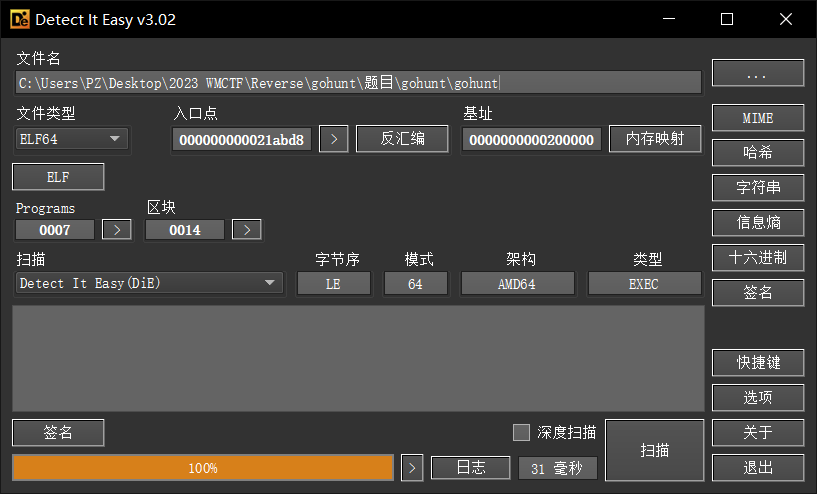 Detect It Easy v3.02
文件名
C:\Users\PZ\Desktop\2023 WMCTF\Reverse\gohunt\题目\gohunt\gohunt
...
文件类型
入口点
基址
MIME
ELF64
000000000021abd8
>
反汇编
0000000000200000
内存映射
哈希
ELF
字符串
Programs
区块
0007
>
0014
>
信息熵
扫描
字节序
模式
架构
类型
十六进制
Detect It Easy(DiE)
LE
64
AMD64
EXEC
签名
快捷键
选项
签名
深度扫描
扫描
关于
100%
>
日志
31 毫秒
退出